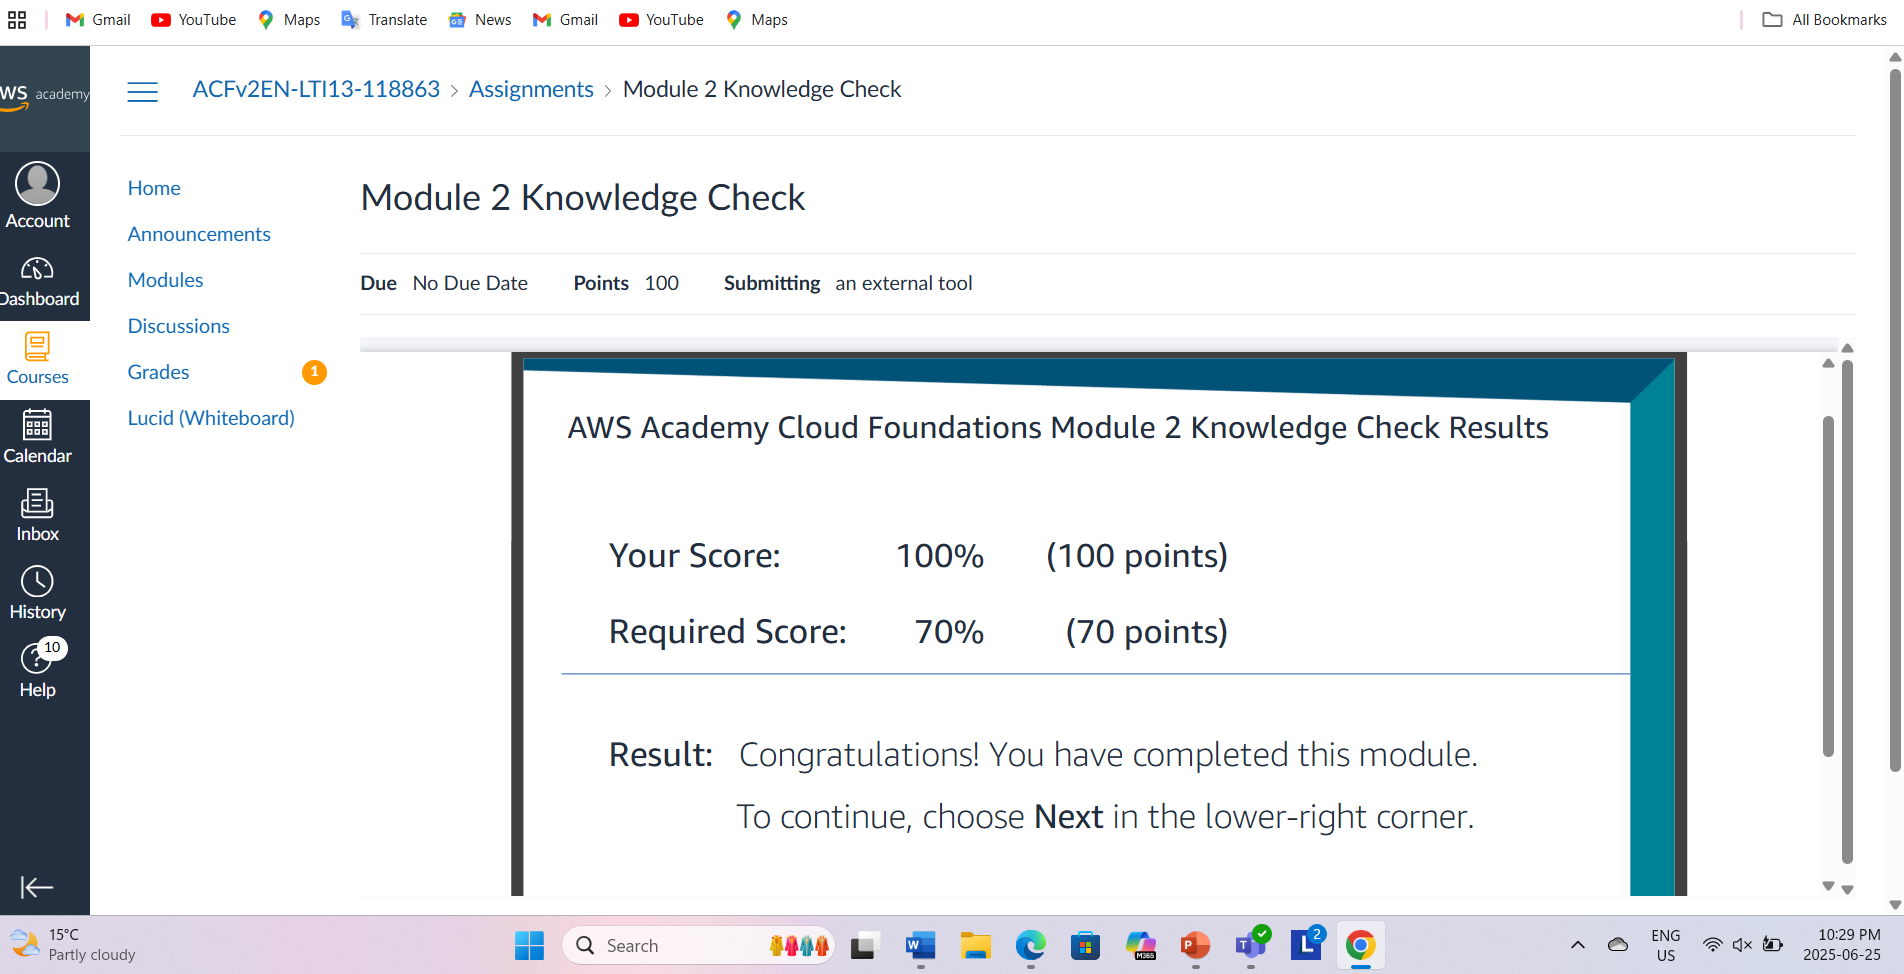 Gmail YouTube Maps Translate News Gmail YouTube Maps All Bookmarks
WS academy
ACFv2EN-LTI13-118863 > Assignments > Module 2 Knowledge Check
Account
Dashboard
Courses
Calendar
Inbox
History
10
Help
Home
Announcements
Modules
Discussions
Grades 1
Lucid (Whiteboard)
Module 2 Knowledge Check
Due No Due Date Points 100 Submitting an external tool
AWS Academy Cloud Foundations Module 2 Knowledge Check Results
Your Score: 100% (100 points)
Required Score: 70% (70 points)
Result: Congratulations! You have completed this module.
To continue, choose Next in the lower-right corner.
15°C
Partly cloudy
Search
W
M365
P
T
L 2
ENG
US
10:29 PM
2025-06-25